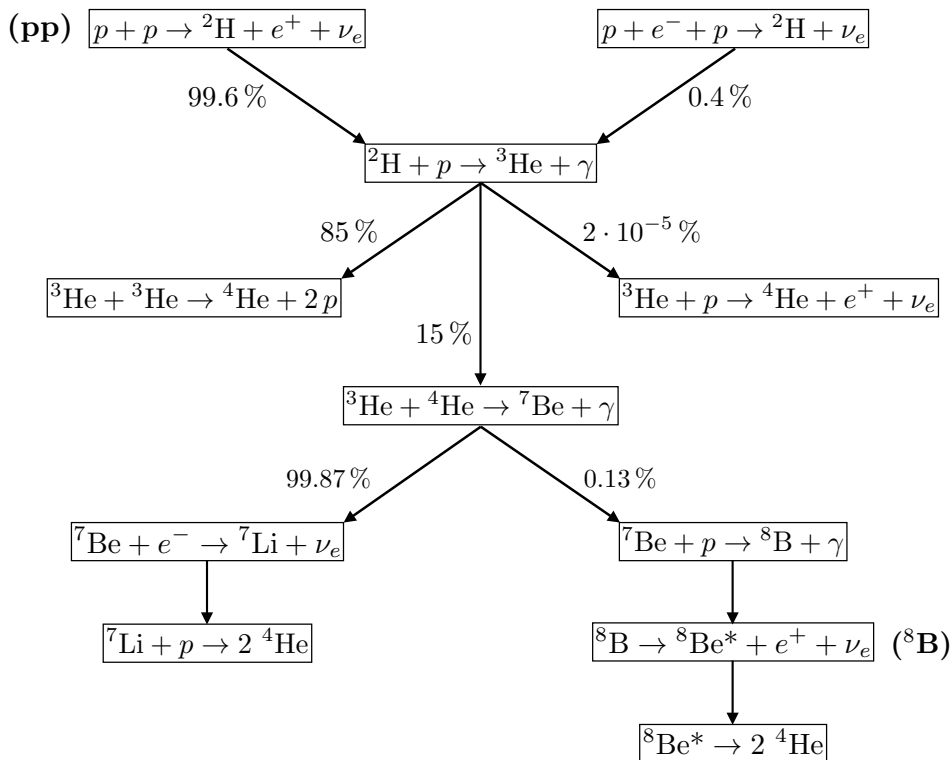 (pp) p + p → ²H + e⁺ + νₑ p + e⁻ + p → ²H + νₑ
99.6 % 0.4 %
²H + p → ³He + γ
85 % 2 · 10⁻⁵ %
³He + ³He → ⁴He + 2 p ³He + p → ⁴He + e⁺ + νₑ
15 %
³He + ⁴He → ⁷Be + γ
99.87 % 0.13 %
⁷Be + e⁻ → ⁷Li + νₑ ⁷Be + p → ⁸B + γ
⁷Li + p → 2 ⁴He ⁸B → ⁸Be* + e⁺ + νₑ (⁸B)
⁸Be* → 2 ⁴He